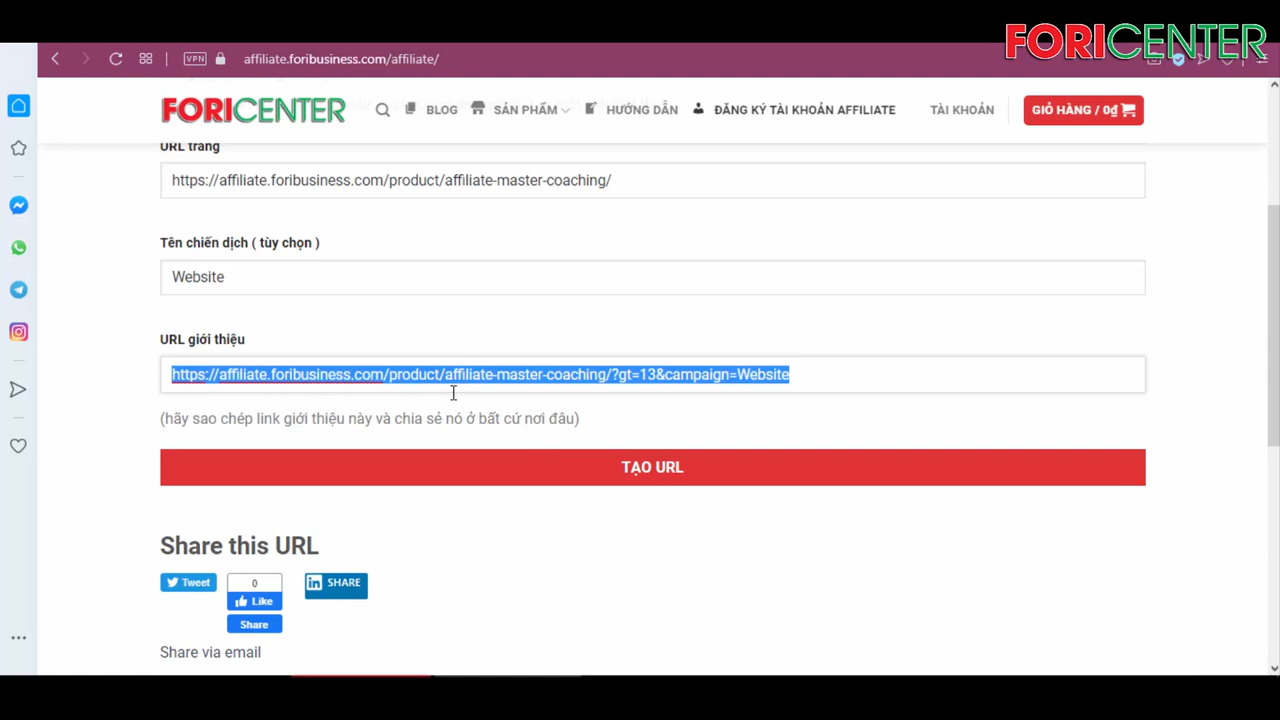 FORICENTER
VPN
affiliate.foribusiness.com/affiliate/
FORICENTER
BLOG
SẢN PHẨM
HƯỚNG DẪN
ĐĂNG KÝ TÀI KHOẢN AFFILIATE
TÀI KHOẢN
GIỎ HÀNG / 0₫
URL trang
https://affiliate.foribusiness.com/product/affiliate-master-coaching/
Tên chiến dịch ( tùy chọn )
Website
URL giới thiệu
https://affiliate.foribusiness.com/product/affiliate-master-coaching/?gt=13&campaign=Website
(hãy sao chép link giới thiệu này và chia sẻ nó ở bất cứ nơi đâu)
TẠO URL
Share this URL
Tweet
0
Like
Share
in SHARE
Share via email